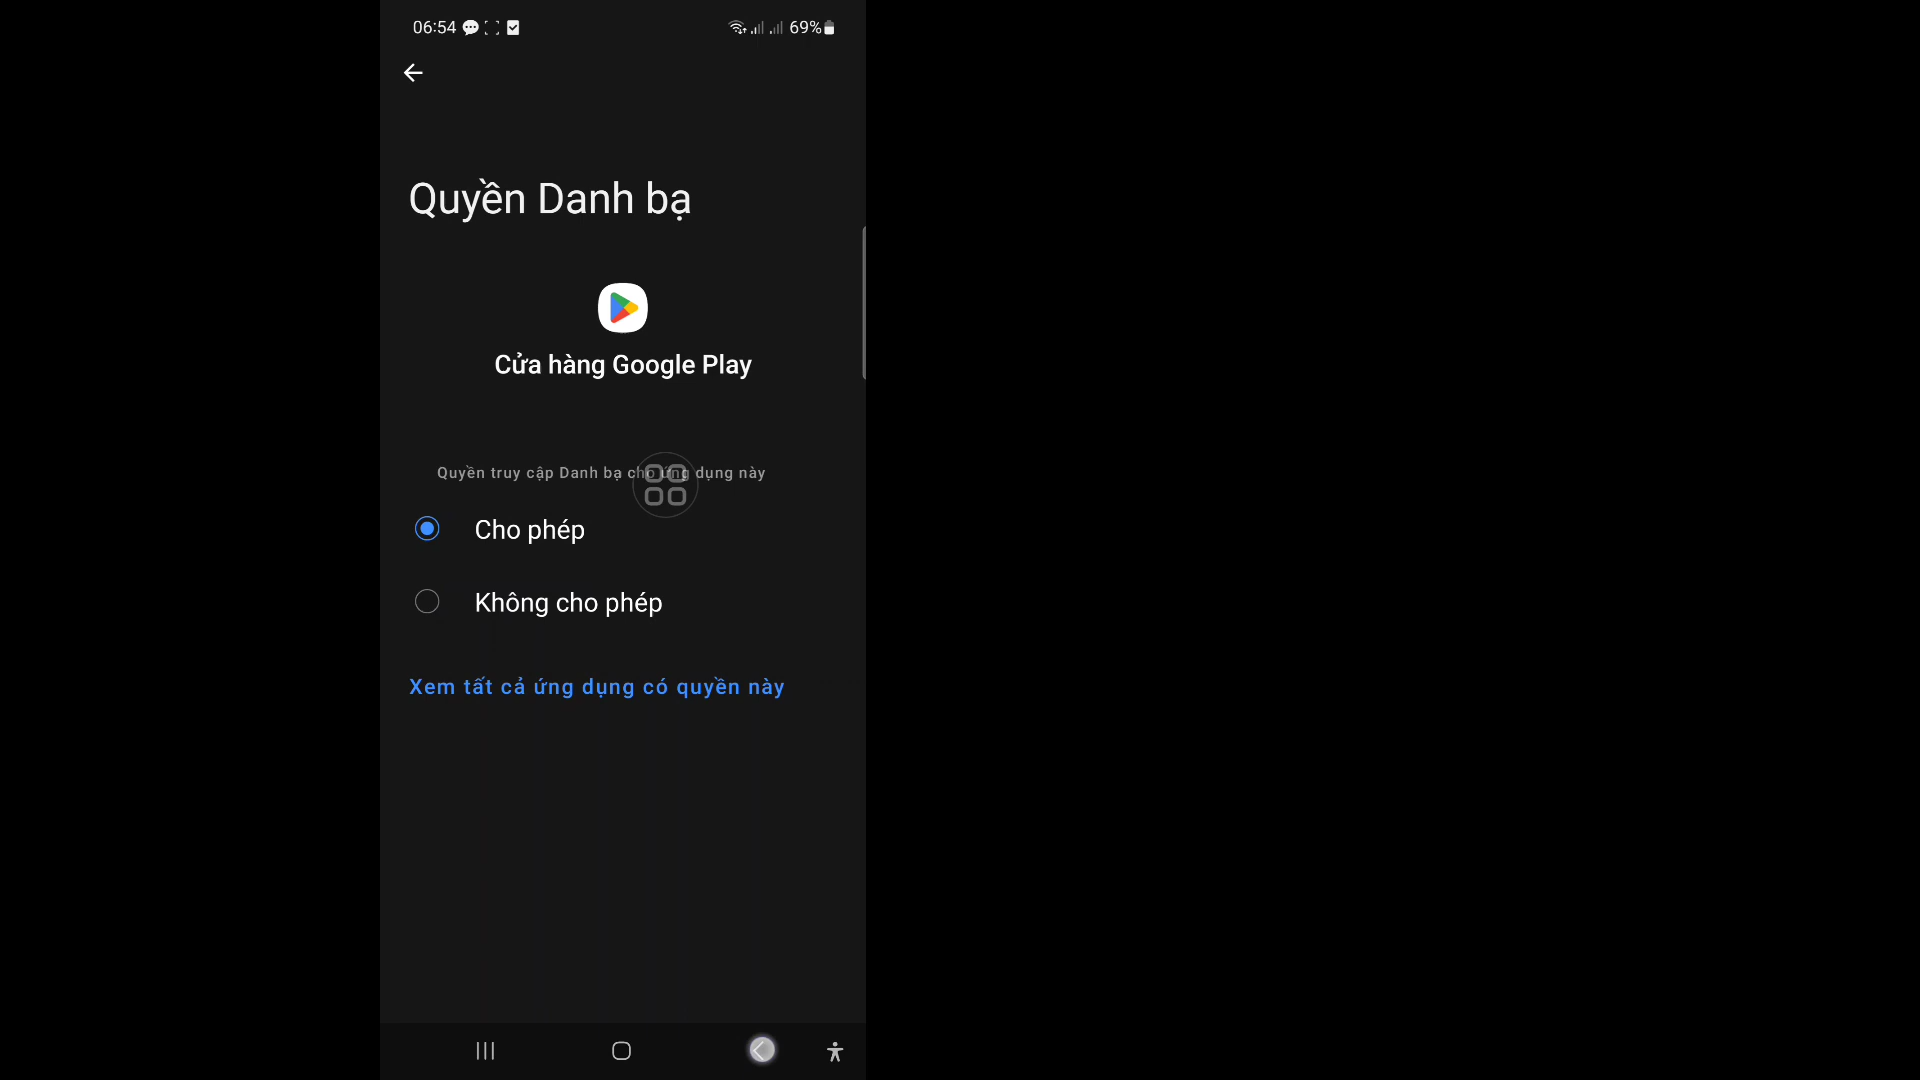 06:54
69%
Quyền Danh bạ
Cửa hàng Google Play
Quyền truy cập Danh bạ cho ứng dụng này
Cho phép
Không cho phép
Xem tất cả ứng dụng có quyền này